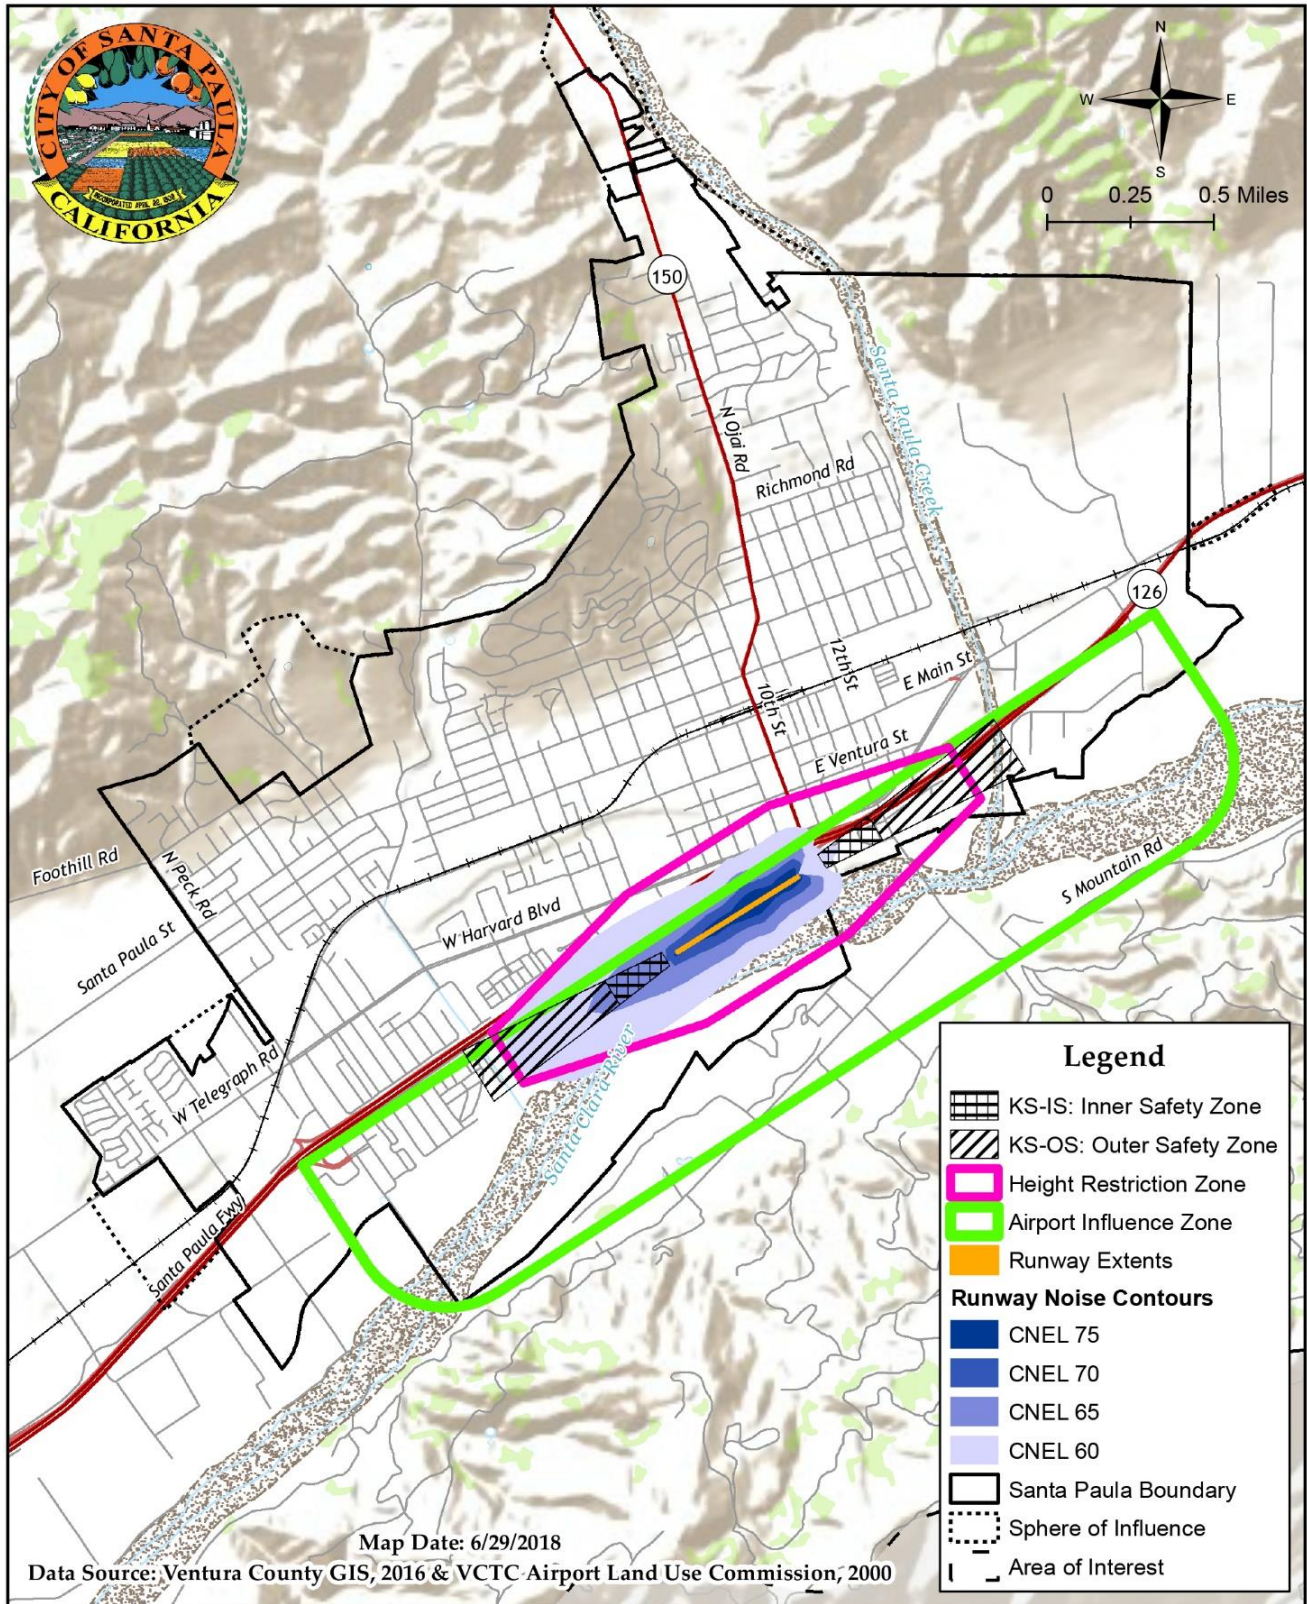 CITY OF SANTA PAULA
INCORPORATED APRIL 22, 1902
CALIFORNIA
N
W E
S
0 0.25 0.5 Miles
150
Santa Paula Creek
N Ojai Rd
Richmond Rd
126
12th St
E Main St
10th St
E Ventura St
Foothill Rd
N Peck Rd
S Mountain Rd
W Harvard Blvd
Santa Paula St
W Telegraph Rd
Santa Clara River
Santa Paula Fwy
Legend
KS-IS: Inner Safety Zone
KS-OS: Outer Safety Zone
Height Restriction Zone
Airport Influence Zone
Runway Extents
Runway Noise Contours
CNEL 75
CNEL 70
CNEL 65
CNEL 60
Santa Paula Boundary
Sphere of Influence
Area of Interest
Map Date: 6/29/2018
Data Source: Ventura County GIS, 2016 & VCTC Airport Land Use Commission, 2000